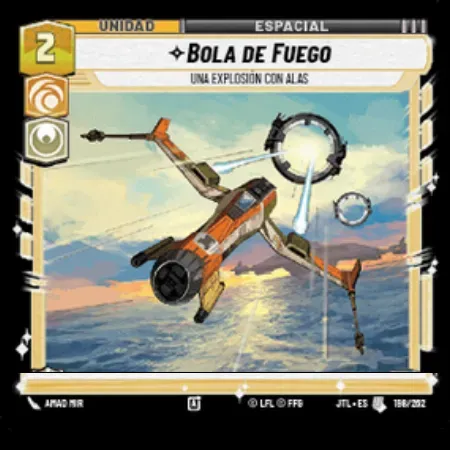 UNIDAD
ESPACIAL
2
BOLA DE FUEGO
UNA EXPLOSIÓN CON ALAS
AMAD MIR
© LFL © FFG
JTL • ES
198/262